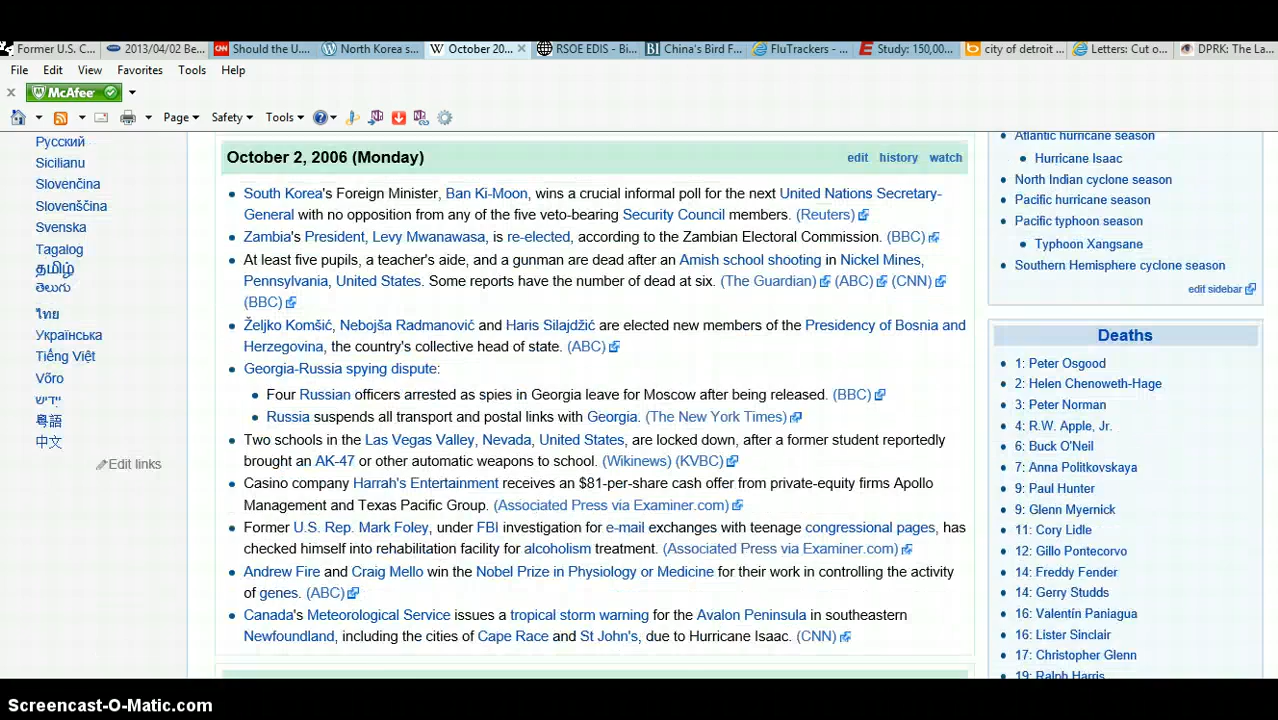 Former U.S. C... 2013/04/02 Be... Should the U.... North Korea s... October 20... RSOE EDIS - Bi... China's Bird F... FluTrackers - ... Study: 150,00... city of detroit ... Letters: Cut o... DPRK: The La...
File Edit View Favorites Tools Help
McAfee
Page Safety Tools
Русский
Sicilianu
Slovenčina
Slovenščina
Svenska
Tagalog
தமிழ்
తెలుగు
ไทย
Українська
Tiếng Việt
Võro
ייִדיש
粵語
中文
Edit links
October 2, 2006 (Monday) edit history watch
South Korea's Foreign Minister, Ban Ki-Moon, wins a crucial informal poll for the next United Nations Secretary-
General with no opposition from any of the five veto-bearing Security Council members. (Reuters)
Zambia's President, Levy Mwanawasa, is re-elected, according to the Zambian Electoral Commission. (BBC)
At least five pupils, a teacher's aide, and a gunman are dead after an Amish school shooting in Nickel Mines,
Pennsylvania, United States. Some reports have the number of dead at six. (The Guardian) (ABC) (CNN)
(BBC)
Željko Komšić, Nebojša Radmanović and Haris Silajdžić are elected new members of the Presidency of Bosnia and
Herzegovina, the country's collective head of state. (ABC)
Georgia-Russia spying dispute:
Four Russian officers arrested as spies in Georgia leave for Moscow after being released. (BBC)
Russia suspends all transport and postal links with Georgia. (The New York Times)
Two schools in the Las Vegas Valley, Nevada, United States, are locked down, after a former student reportedly
brought an AK-47 or other automatic weapons to school. (Wikinews) (KVBC)
Casino company Harrah's Entertainment receives an $81-per-share cash offer from private-equity firms Apollo
Management and Texas Pacific Group. (Associated Press via Examiner.com)
Former U.S. Rep. Mark Foley, under FBI investigation for e-mail exchanges with teenage congressional pages, has
checked himself into rehabilitation facility for alcoholism treatment. (Associated Press via Examiner.com)
Andrew Fire and Craig Mello win the Nobel Prize in Physiology or Medicine for their work in controlling the activity
of genes. (ABC)
Canada's Meteorological Service issues a tropical storm warning for the Avalon Peninsula in southeastern
Newfoundland, including the cities of Cape Race and St John's, due to Hurricane Isaac. (CNN)
Atlantic hurricane season
Hurricane Isaac
North Indian cyclone season
Pacific hurricane season
Pacific typhoon season
Typhoon Xangsane
Southern Hemisphere cyclone season
edit sidebar
Deaths
1: Peter Osgood
2: Helen Chenoweth-Hage
3: Peter Norman
4: R.W. Apple, Jr.
6: Buck O'Neil
7: Anna Politkovskaya
9: Paul Hunter
9: Glenn Myernick
11: Cory Lidle
12: Gillo Pontecorvo
14: Freddy Fender
14: Gerry Studds
16: Valentín Paniagua
16: Lister Sinclair
17: Christopher Glenn
19: Ralph Harris
Screencast-O-Matic.com